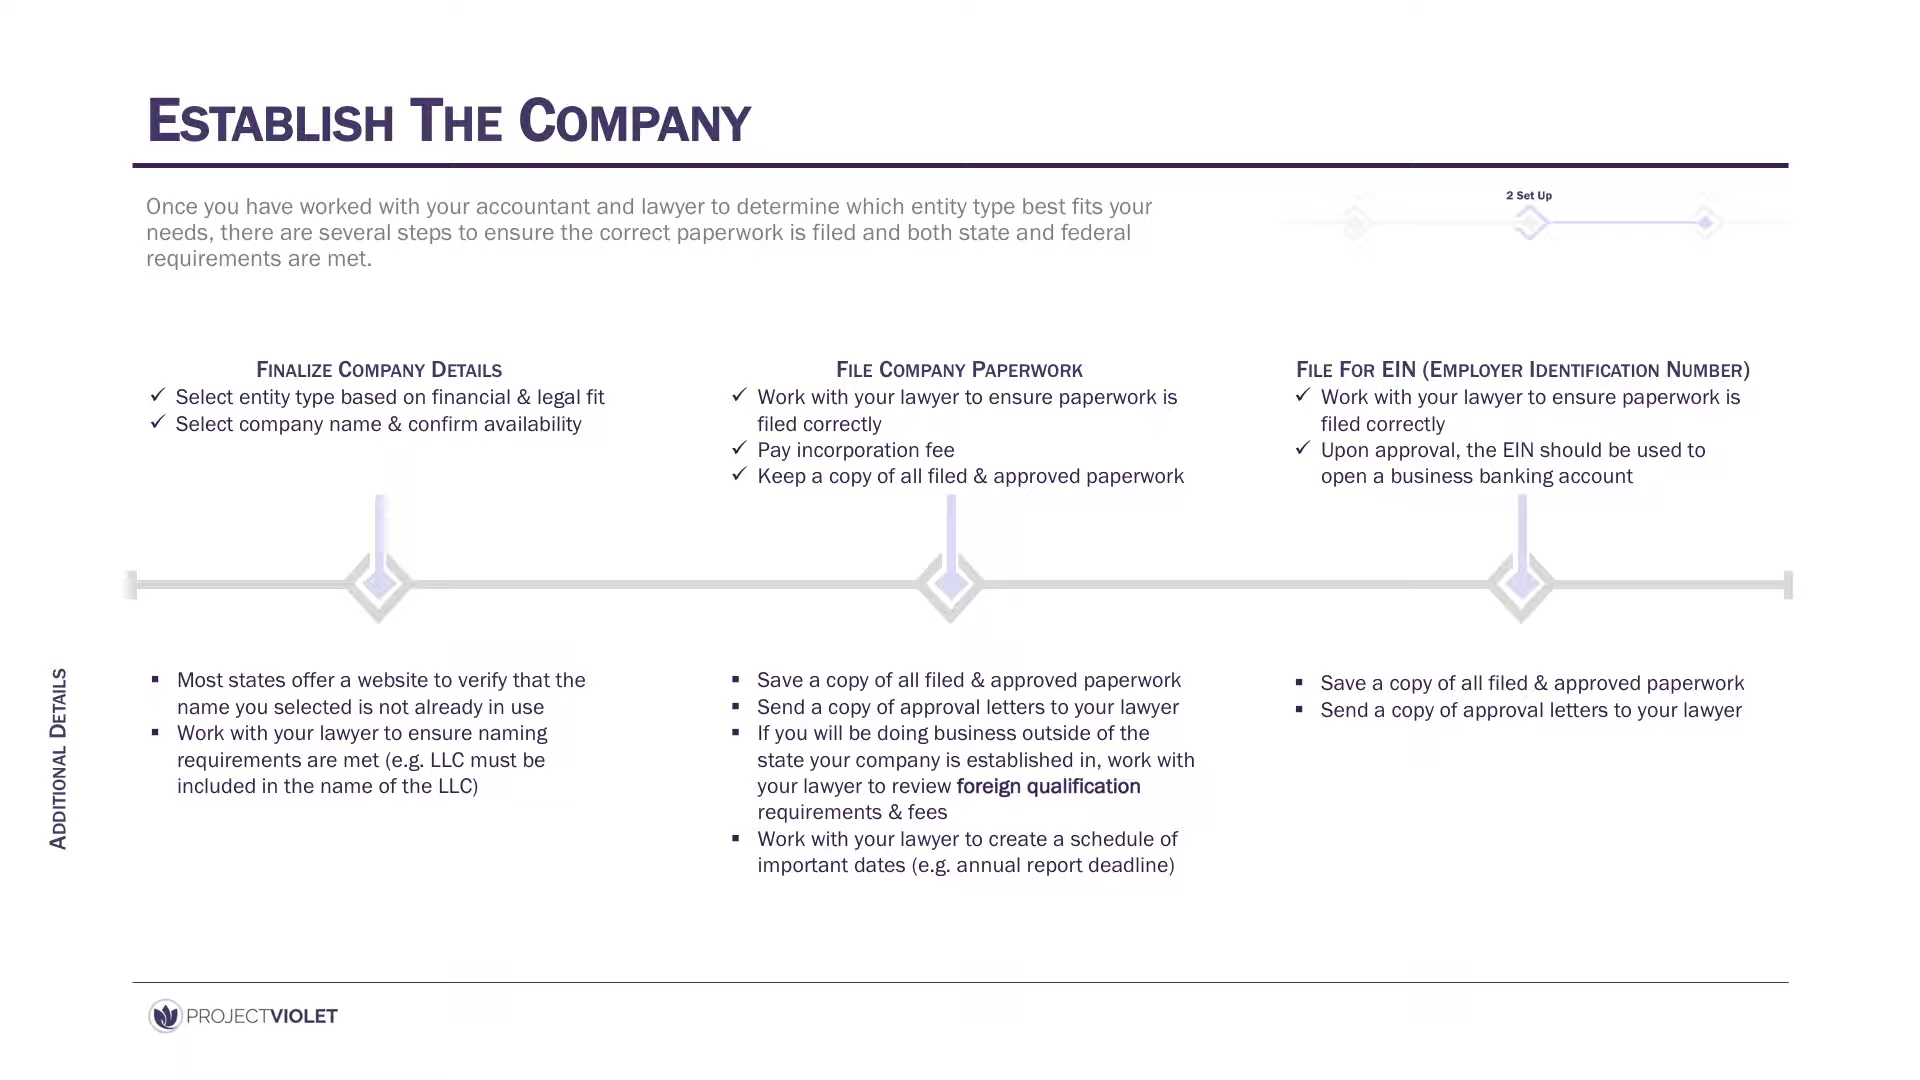 Establish The Company
Once you have worked with your accountant and lawyer to determine which entity type best fits your
needs, there are several steps to ensure the correct paperwork is filed and both state and federal
requirements are met.
2 Set Up
Finalize Company Details
✓ Select entity type based on financial & legal fit
✓ Select company name & confirm availability
File Company Paperwork
✓ Work with your lawyer to ensure paperwork is
filed correctly
✓ Pay incorporation fee
✓ Keep a copy of all filed & approved paperwork
File For EIN (Employer Identification Number)
✓ Work with your lawyer to ensure paperwork is
filed correctly
✓ Upon approval, the EIN should be used to
open a business banking account
Additional Details
▪ Most states offer a website to verify that the
name you selected is not already in use
▪ Work with your lawyer to ensure naming
requirements are met (e.g. LLC must be
included in the name of the LLC)
▪ Save a copy of all filed & approved paperwork
▪ Send a copy of approval letters to your lawyer
▪ If you will be doing business outside of the
state your company is established in, work with
your lawyer to review foreign qualification
requirements & fees
▪ Work with your lawyer to create a schedule of
important dates (e.g. annual report deadline)
▪ Save a copy of all filed & approved paperwork
▪ Send a copy of approval letters to your lawyer
PROJECTVIOLET